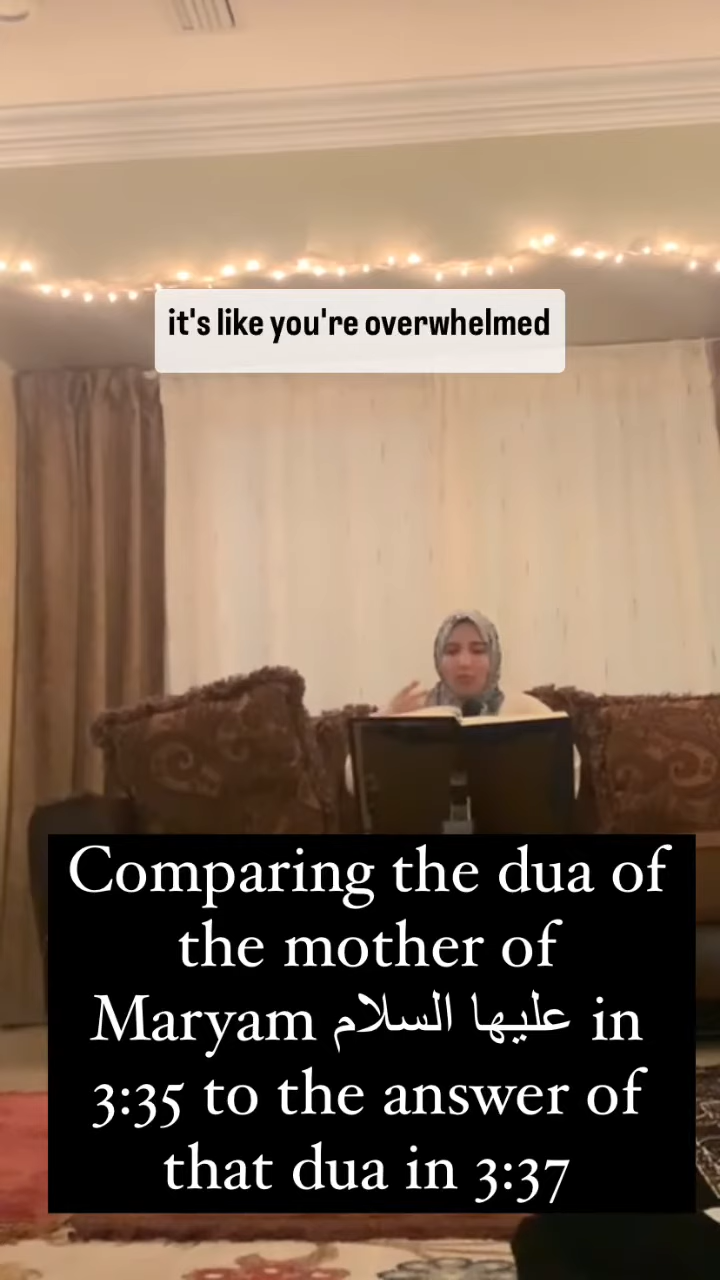 it's like you're overwhelmed
Comparing the dua of
the mother of
Maryam عليها السلام in
3:35 to the answer of
that dua in 3:37